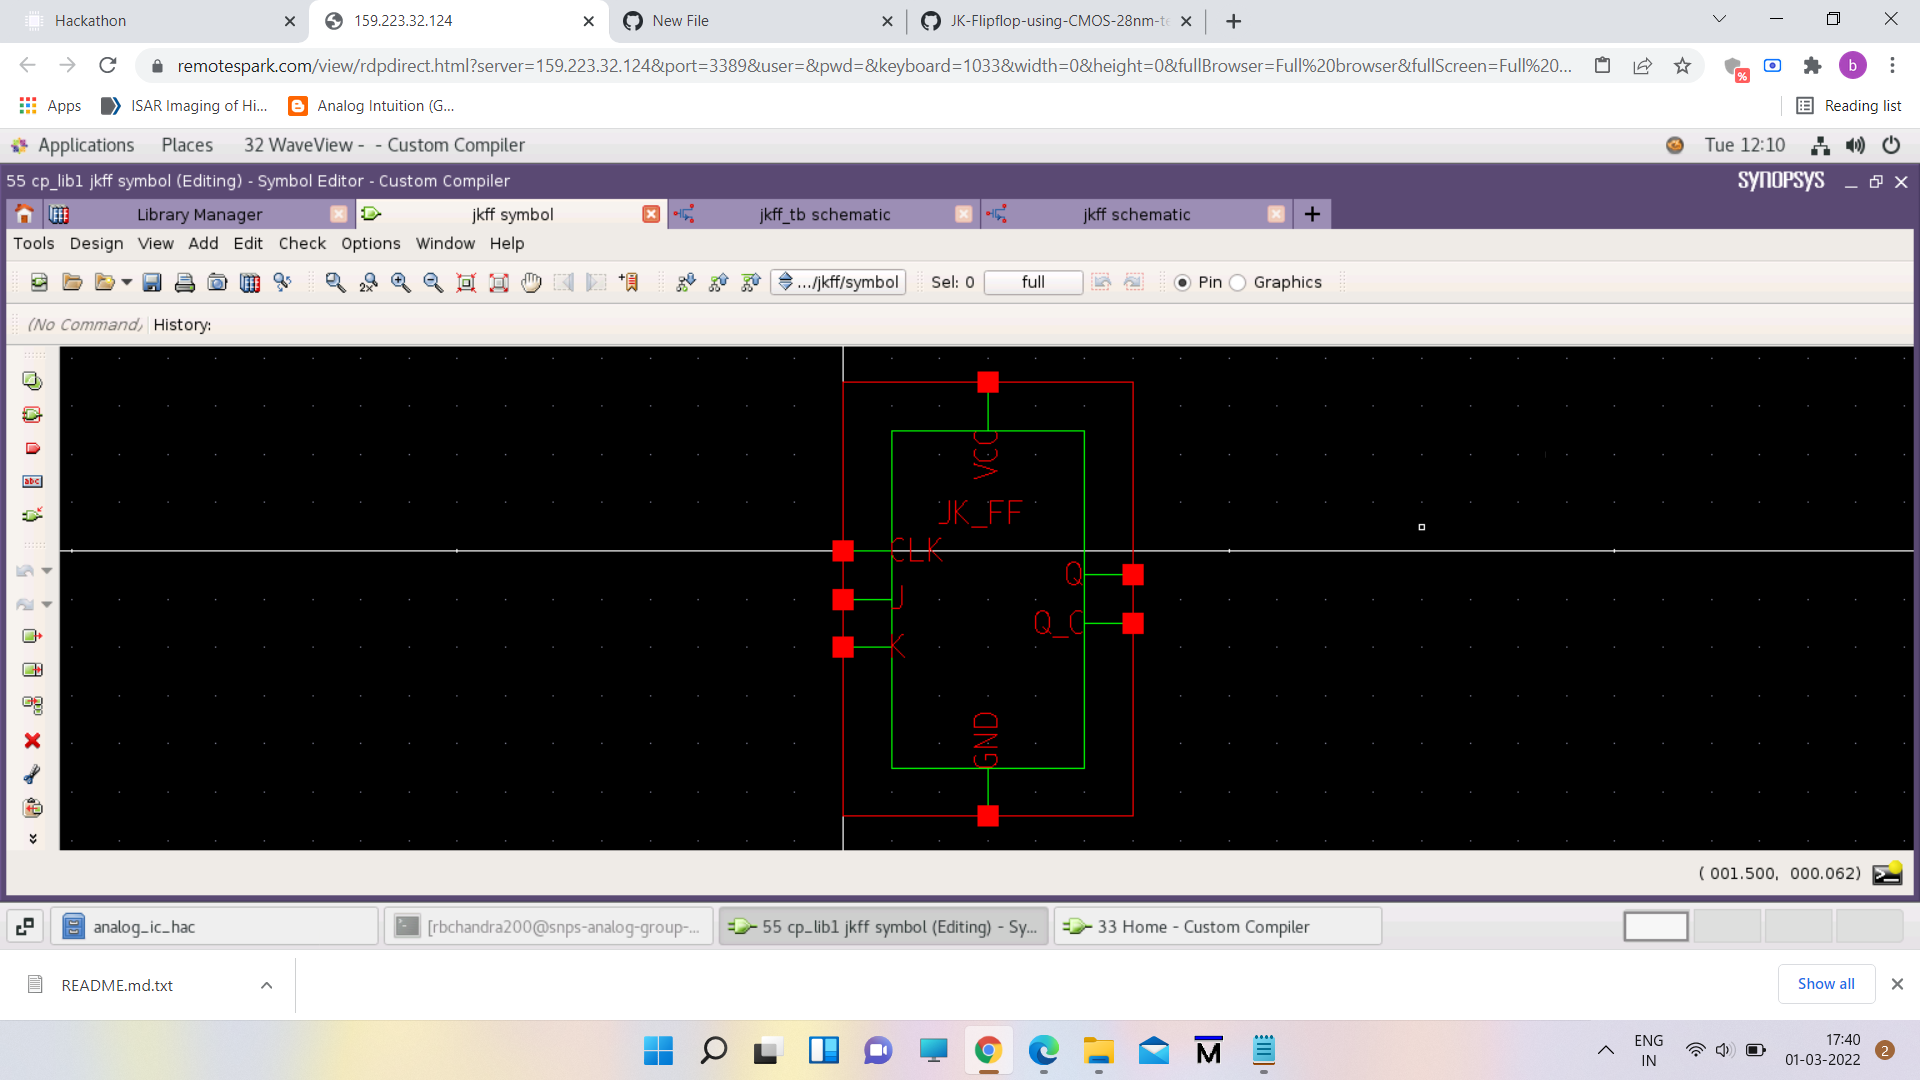 Hackathon
159.223.32.124
New File
JK-Flipflop-using-CMOS-28nm-te
remotespark.com/view/rdpdirect.html?server=159.223.32.124&port=3389&user=&pwd=&keyboard=1033&width=0&height=0&fullBrowser=Full%20browser&fullScreen=Full%20...
%
b
Apps
ISAR Imaging of Hi...
Analog Intuition (G...
Reading list
Applications
Places
32 WaveView - - Custom Compiler
Tue 12:10
55 cp_lib1 jkff symbol (Editing) - Symbol Editor - Custom Compiler
SYNOPSYS
Library Manager
jkff symbol
jkff_tb schematic
jkff schematic
Tools Design View Add Edit Check Options Window Help
.../jkff/symbol
Sel: 0
full
Pin
Graphics
(No Command)
History:
abc
VCC
JK_FF
CLK
J
K
Q
Q_C
GND
( 001.500, 000.062)
analog_ic_hac
[rbchandra200@snps-analog-group-...
55 cp_lib1 jkff symbol (Editing) - Sy...
33 Home - Custom Compiler
README.md.txt
Show all
M
ENG
IN
17:40
01-03-2022
2